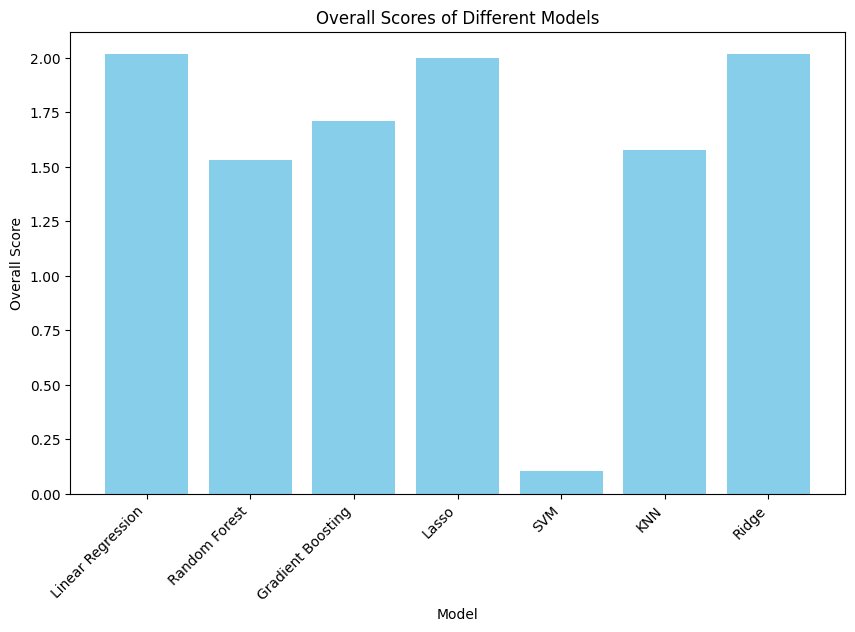 Overall Scores of Different Models
Overall Score
2.00
1.75
1.50
1.25
1.00
0.75
0.50
0.25
0.00
Linear Regression
Random Forest
Gradient Boosting
Lasso
SVM
KNN
Ridge
Model